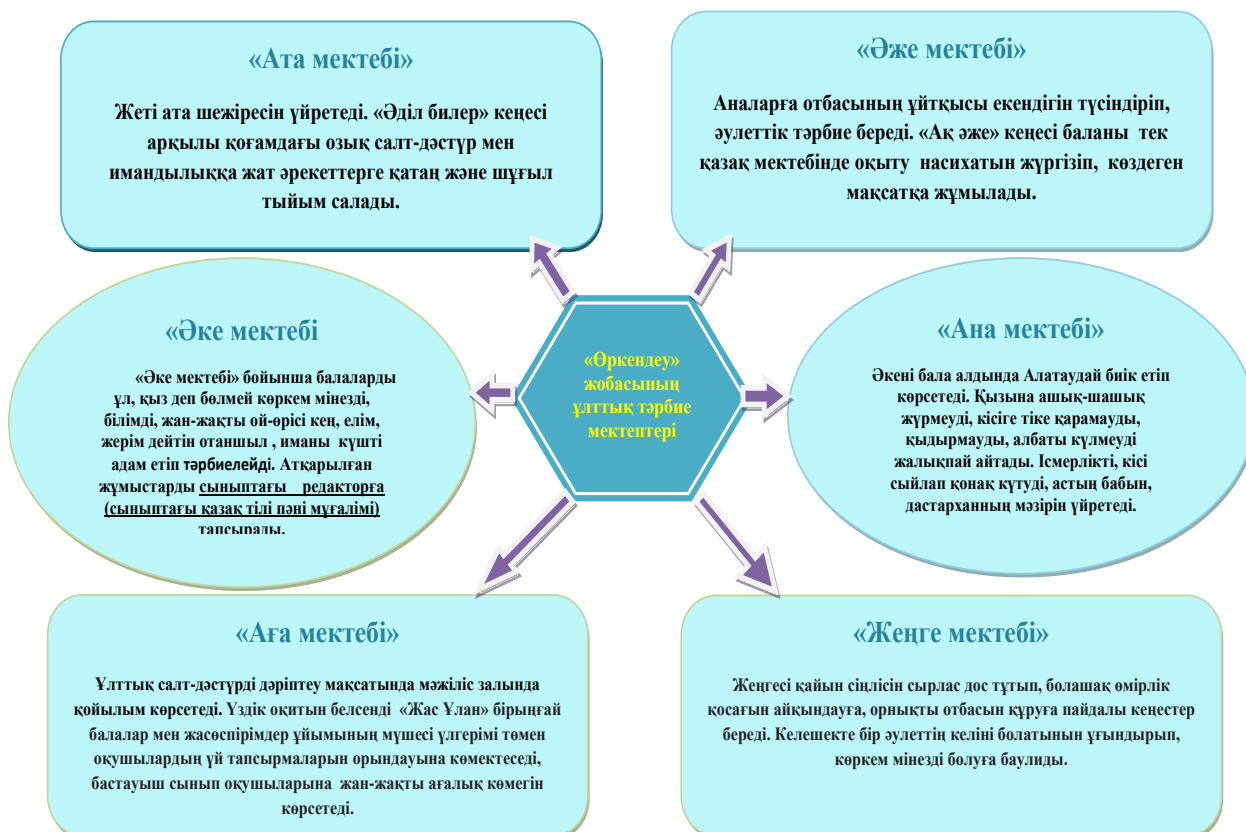 «Ата мектебі»
Жеті ата шежіресін үйретеді. «Әділ билер» кеңесі
арқылы қоғамдағы озық салт-дәстүр мен
имандылыққа жат әрекеттерге қатаң және шұғыл
тыйым салады.
«Әже мектебі»
Аналарға отбасының ұйтқысы екендігін түсіндіріп,
әулеттік тәрбие береді. «Ақ әже» кеңесі баланы тек
қазақ мектебінде оқыту насихатын жүргізіп, көздеген
мақсатқа жұмылады.
«Әке мектебі
«Әке мектебі» бойынша балаларды
ұл, қыз деп бөлмей көркем мінезді,
білімді, жан-жақты ой-өрісі кең, елім,
жерім дейтін отаншыл , иманы күшті
адам етіп тәрбиелейді. Атқарылған
жұмыстарды сыныптағы редакторға
(сыныптағы қазақ тілі пәні мұғалімі)
тапсырады.
«Өркендеу»
жобасының
ұлттық тәрбие
мектептері
«Ана мектебі»
Әкені бала алдында Алатаудай биік етіп
көрсетеді. Қызына ашық-шашық
жүрмеуді, кісіге тіке қарамауды,
қыдырмауды, албаты күлмеуді
жалықпай айтады. Ісмерлікті, кісі
сыйлап қонақ күтуді, астың бабын,
дастарханның мәзірін үйретеді.
«Аға мектебі»
Ұлттық салт-дәстүрді дәріптеу мақсатында мәжіліс залында
қойылым көрсетеді. Үздік оқитын белсенді «Жас Ұлан» бірыңғай
балалар мен жасөспірімдер ұйымының мүшесі үлгерімі төмен
оқушылардың үй тапсырмаларын орындауына көмектеседі,
бастауыш сынып оқушыларына жан-жақты ағалық көмегін
көрсетеді.
«Жеңге мектебі»
Жеңгесі қайын сіңлісін сырлас дос тұтып, болашақ өмірлік
қосағын айқындауға, орнықты отбасын құруға пайдалы кеңестер
береді. Келешекте бір әулеттің келіні болатынын ұғындырып,
көркем мінезді болуға баулиды.